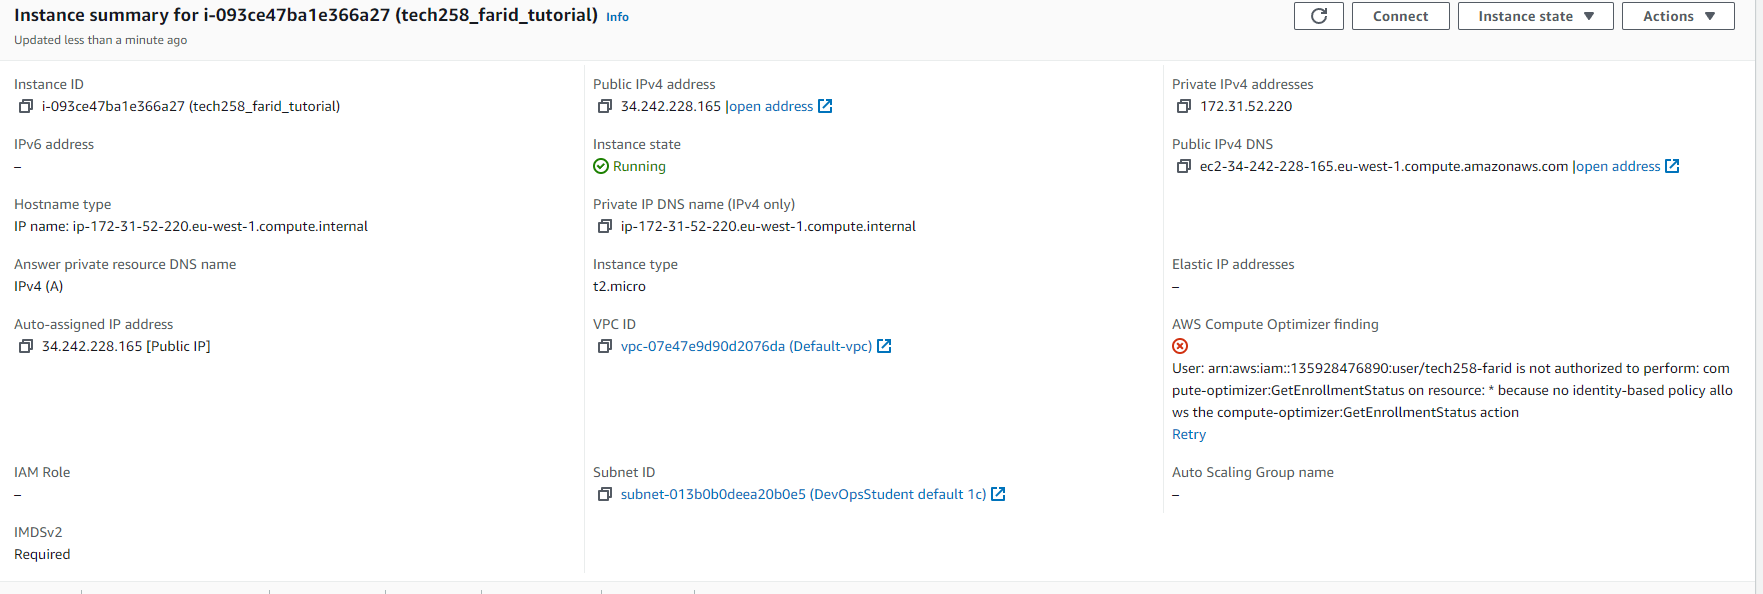 Instance summary for i-093ce47ba1e366a27 (tech258_farid_tutorial) Info
Connect
Instance state
Actions
Updated less than a minute ago
Instance ID
i-093ce47ba1e366a27 (tech258_farid_tutorial)
Public IPv4 address
34.242.228.165 |open address
Private IPv4 addresses
172.31.52.220
IPv6 address
–
Instance state
Running
Public IPv4 DNS
ec2-34-242-228-165.eu-west-1.compute.amazonaws.com |open address
Hostname type
IP name: ip-172-31-52-220.eu-west-1.compute.internal
Private IP DNS name (IPv4 only)
ip-172-31-52-220.eu-west-1.compute.internal
Answer private resource DNS name
IPv4 (A)
Instance type
t2.micro
Elastic IP addresses
–
Auto-assigned IP address
34.242.228.165 [Public IP]
VPC ID
vpc-07e47e9d90d2076da (Default-vpc)
AWS Compute Optimizer finding
User: arn:aws:iam::135928476890:user/tech258-farid is not authorized to perform: com
pute-optimizer:GetEnrollmentStatus on resource: * because no identity-based policy allo
ws the compute-optimizer:GetEnrollmentStatus action
Retry
IAM Role
–
Subnet ID
subnet-013b0b0deea20b0e5 (DevOpsStudent default 1c)
Auto Scaling Group name
–
IMDSv2
Required